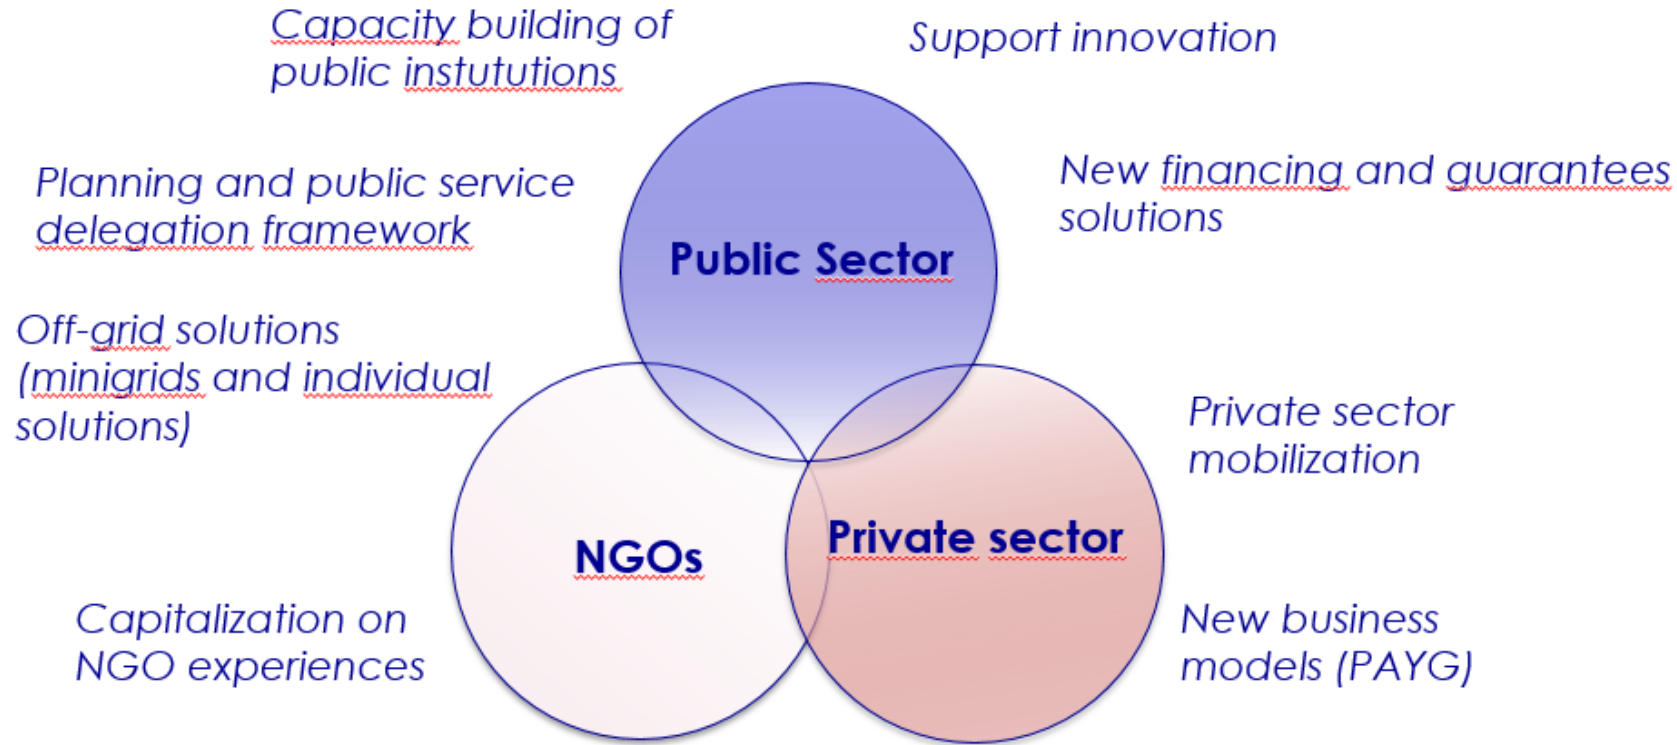 Capacity building of
public instututions
Support innovation
Planning and public service
delegation framework
New financing and guarantees
solutions
Public Sector
Off-grid solutions
(minigrids and individual
solutions)
Private sector
mobilization
NGOs
Private sector
Capitalization on
NGO experiences
New business
models (PAYG)